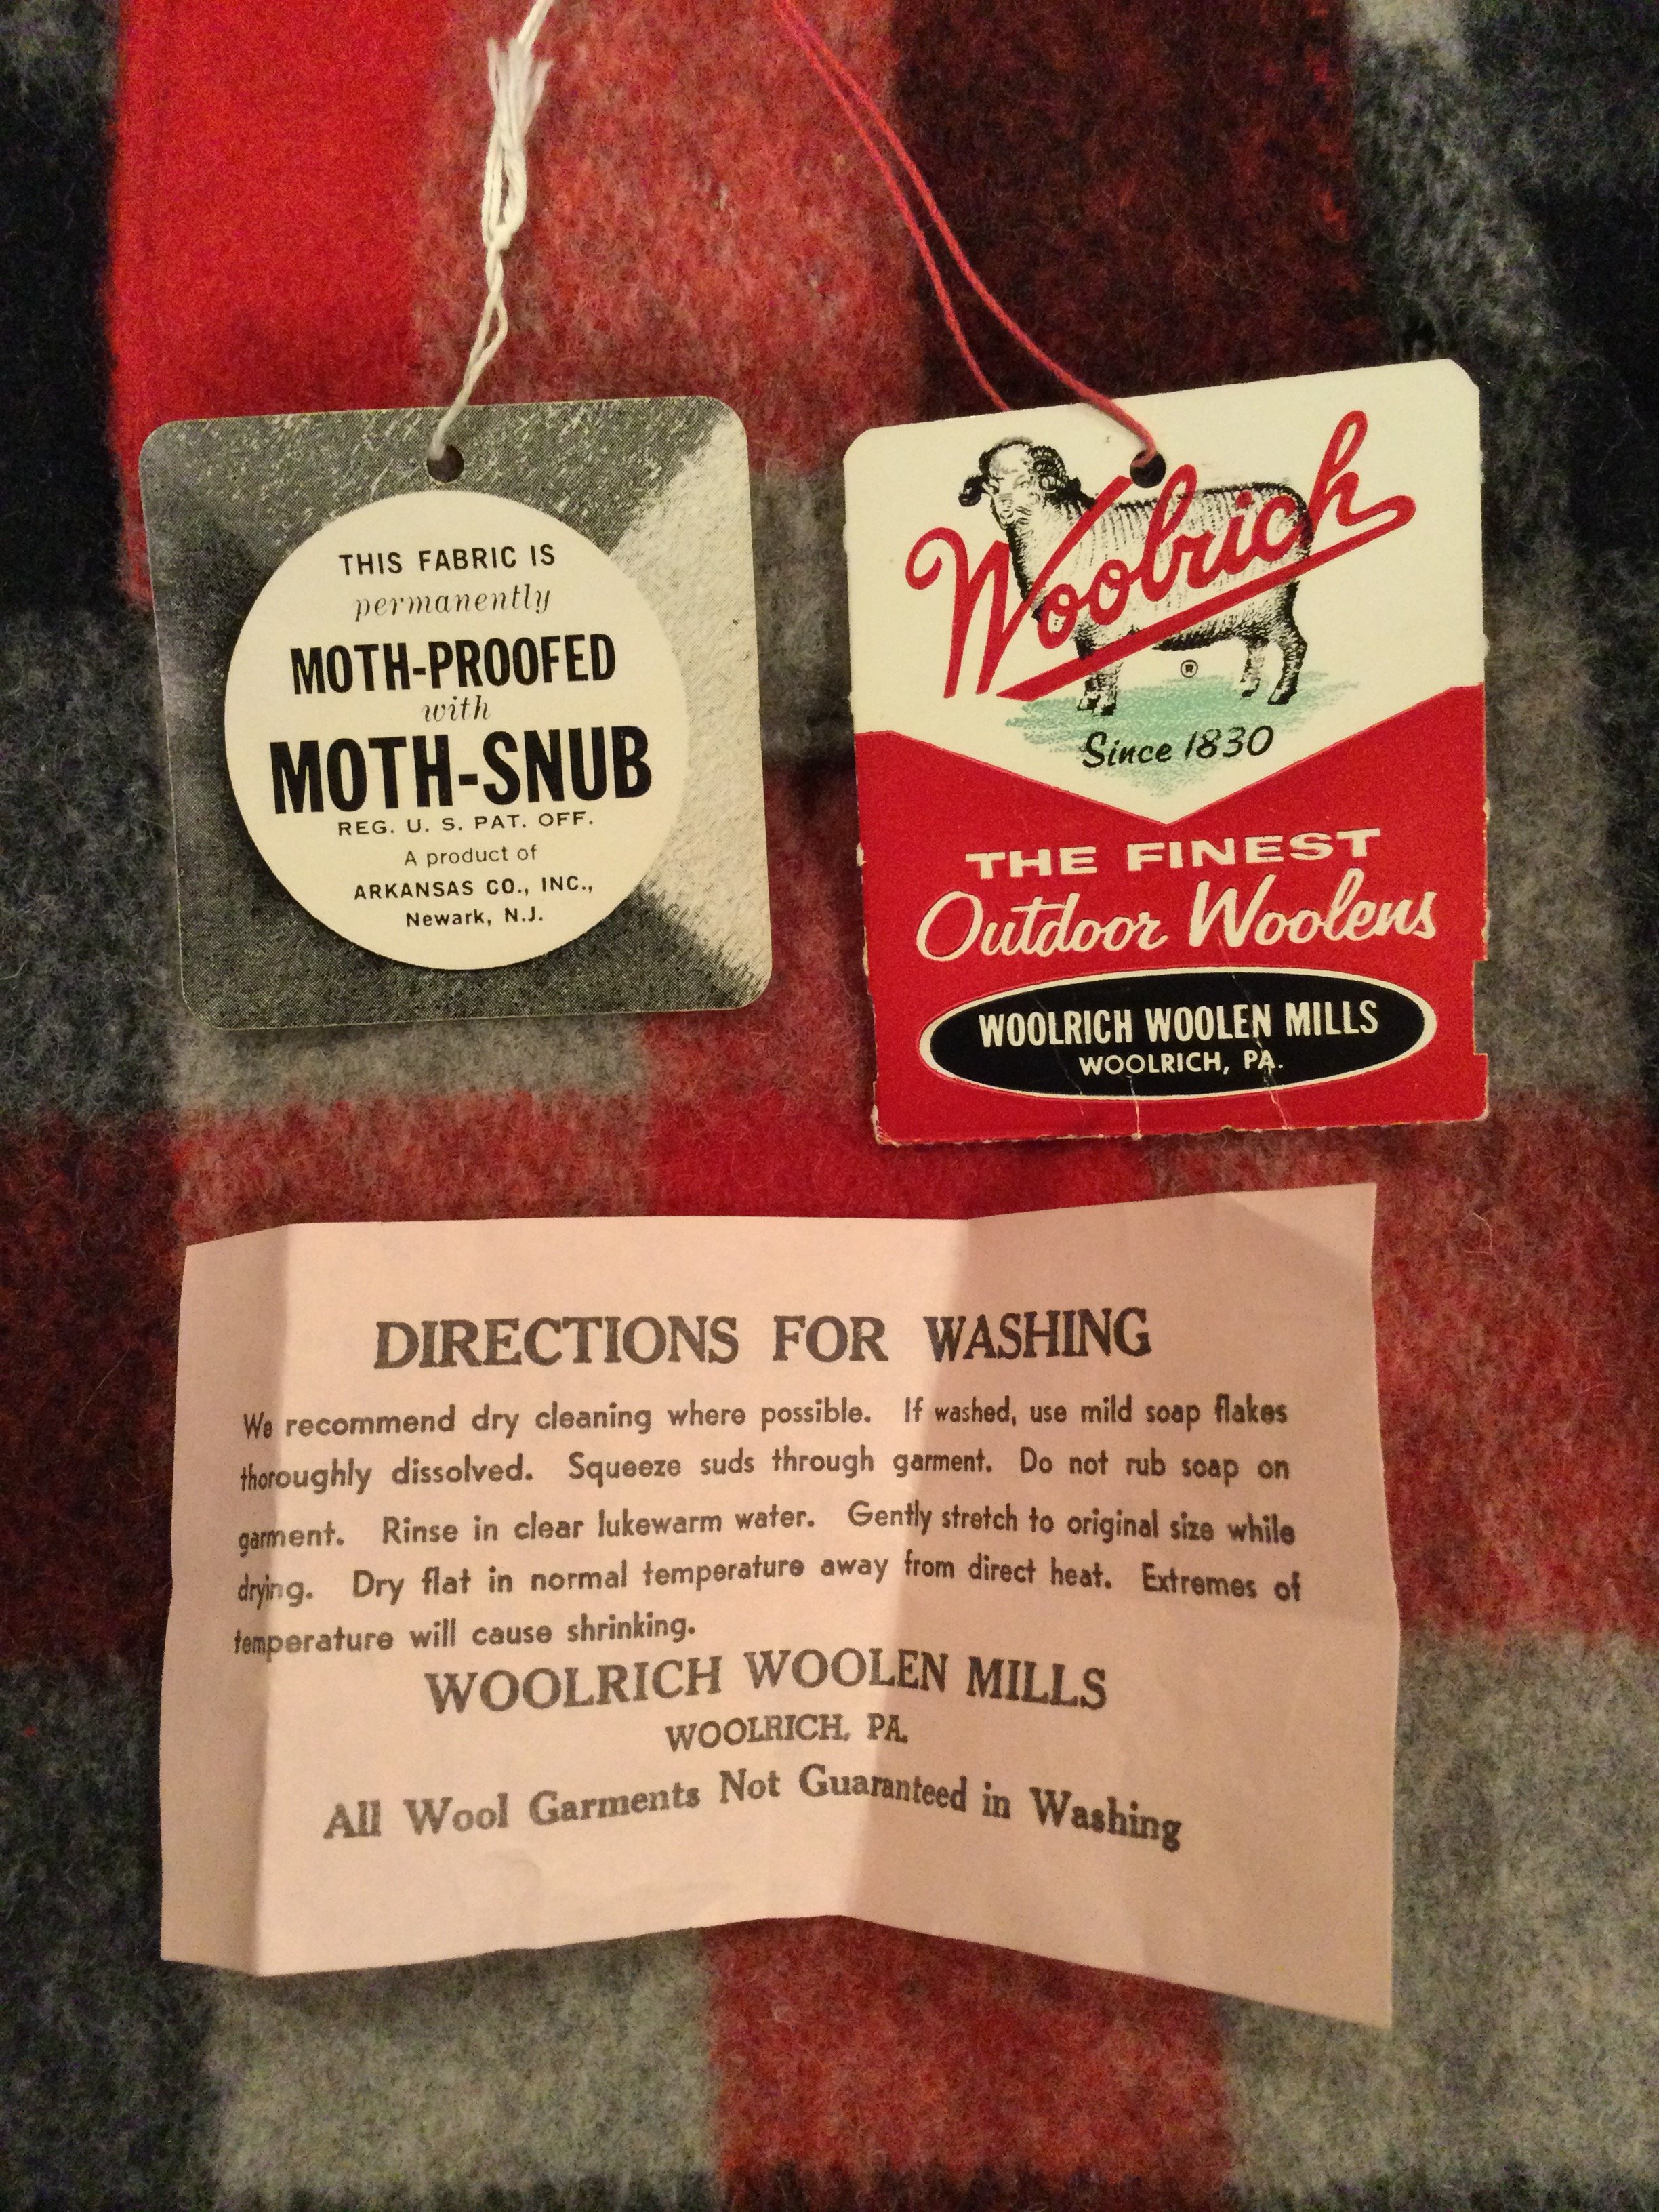 THIS FABRIC IS
permanently
MOTH-PROOFED
with
MOTH-SNUB
REG. U. S. PAT. OFF.
A product of
ARKANSAS CO., INC.,
Newark, N.J.
Woolrich
®
Since 1830
THE FINEST
Outdoor Woolens
WOOLRICH WOOLEN MILLS
WOOLRICH, PA.
DIRECTIONS FOR WASHING
We recommend dry cleaning where possible. If washed, use mild soap flakes
thoroughly dissolved. Squeeze suds through garment. Do not rub soap on
garment. Rinse in clear lukewarm water. Gently stretch to original size while
drying. Dry flat in normal temperature away from direct heat. Extremes of
temperature will cause shrinking.
WOOLRICH WOOLEN MILLS
WOOLRICH, PA.
All Wool Garments Not Guaranteed in Washing